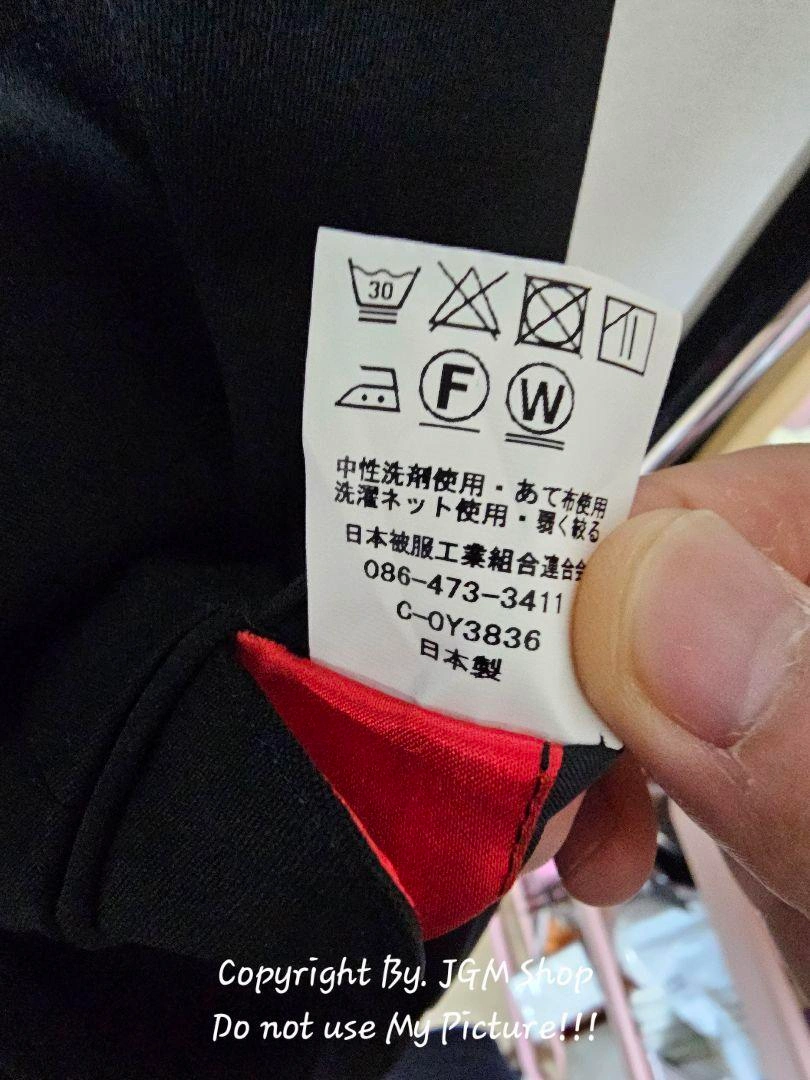 30
F W
中性洗剤使用・あて布使用
洗濯ネット使用・弱く絞る
日本被服工業組合連合会
086-473-3411
C-0Y3836
日本製
Copyright By. JGM Shop
Do not use My Picture!!!